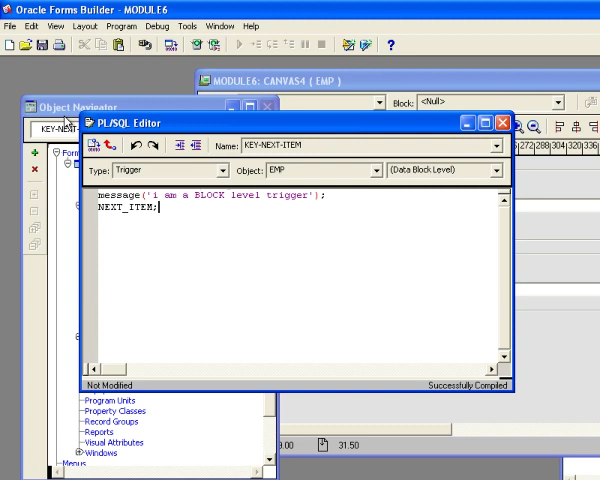 Oracle Forms Builder - MODULE6
File Edit View Layout Program Debug Tools Window Help
MODULE6: CANVAS4 ( EMP )
Object Navigator
Block: <Null>
KEY-NEXT-
PL/SQL Editor
Name: KEY-NEXT-ITEM
272 288 304 320 336
Type: Trigger Object: EMP (Data Block Level)
message('i am a BLOCK level trigger');
NEXT_ITEM;
Not Modified Successfully Compiled
Program Units
Property Classes
Record Groups
Reports
Visual Attributes
Windows
Menus
9.00 31.50